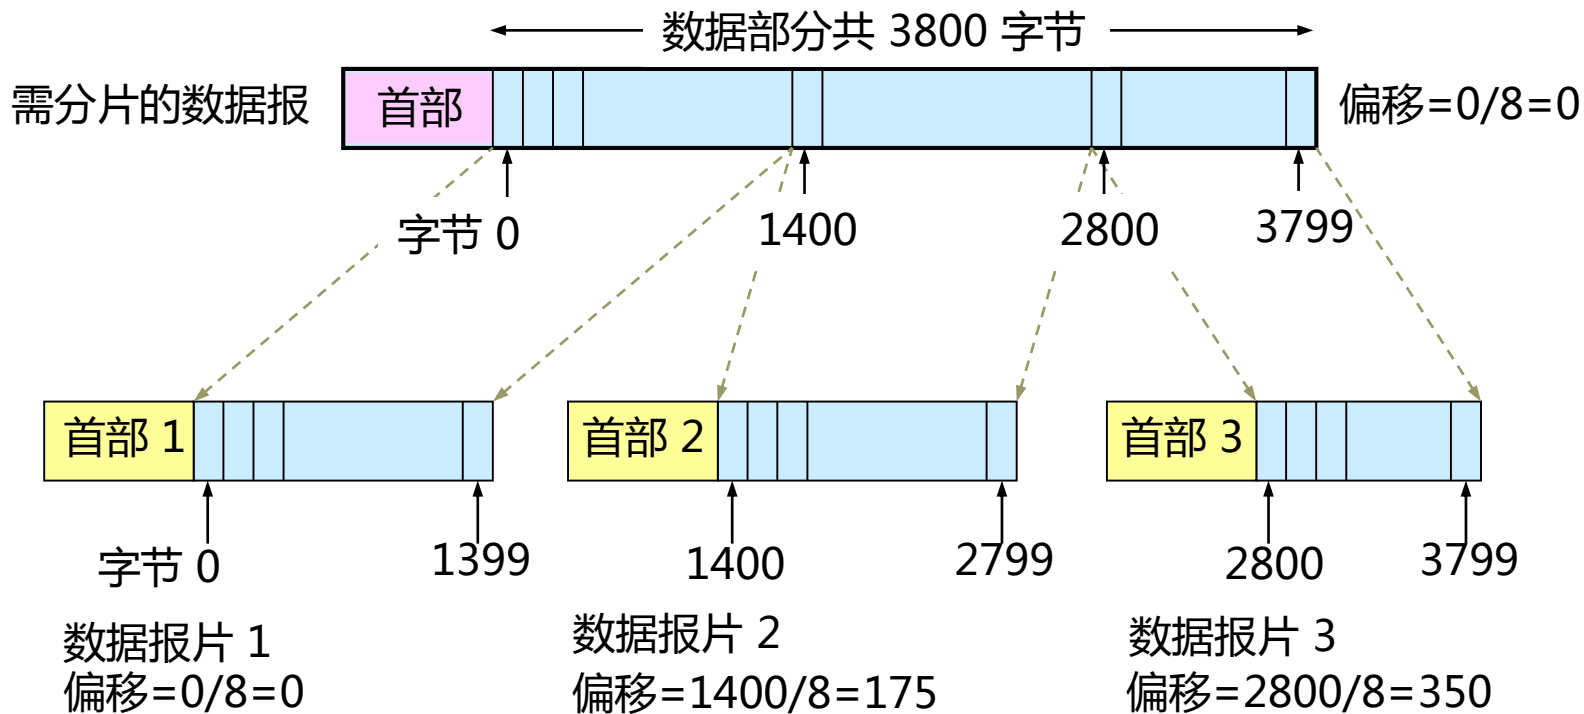 数据部分共 3800 字节
需分片的数据报
首部
偏移=0/8=0
字节 0
1400
2800
3799
首部 1
首部 2
首部 3
字节 0
1399
1400
2799
2800
3799
数据报片 1
偏移=0/8=0
数据报片 2
偏移=1400/8=175
数据报片 3
偏移=2800/8=350